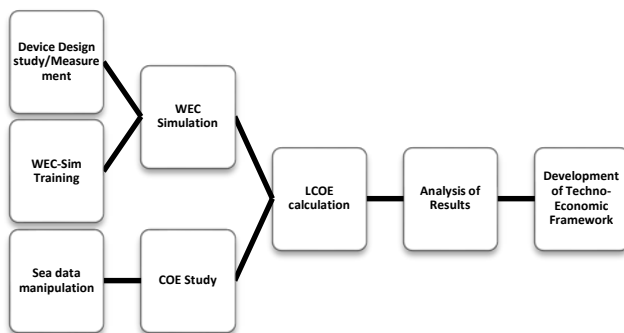 Device Design
study/Measure
ment
WEC-Sim
Training
Sea data
manipulation
WEC
Simulation
COE Study
LCOE
calculation
Analysis of
Results
Development
of Techno-
Economic
Framework